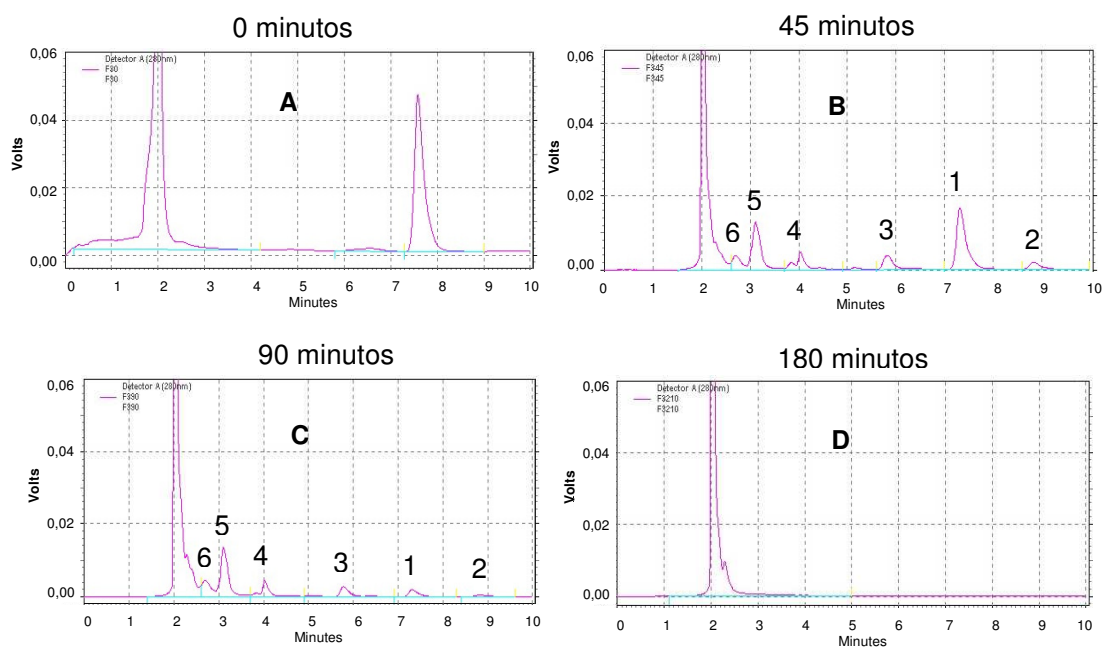 0 minutos
0,06
0,04
0,02
0,00
Volts
Detector A (280nm)
F30
F30
A
0 1 2 3 4 5 6 7 8 9 10
Minutes
45 minutos
0,06
0,04
0,02
0,00
Volts
Detector A (280nm)
F345
F345
B
6 5 4 3 1 2
0 1 2 3 4 5 6 7 8 9 10
Minutes
90 minutos
0,06
0,04
0,02
0,00
Volts
Detector A (280nm)
F390
F390
C
6 5 4 3 1 2
0 1 2 3 4 5 6 7 8 9 10
Minutes
180 minutos
0,06
0,04
0,02
0,00
Volts
Detector A (280nm)
F3210
F3210
D
0 1 2 3 4 5 6 7 8 9 10
Minutes